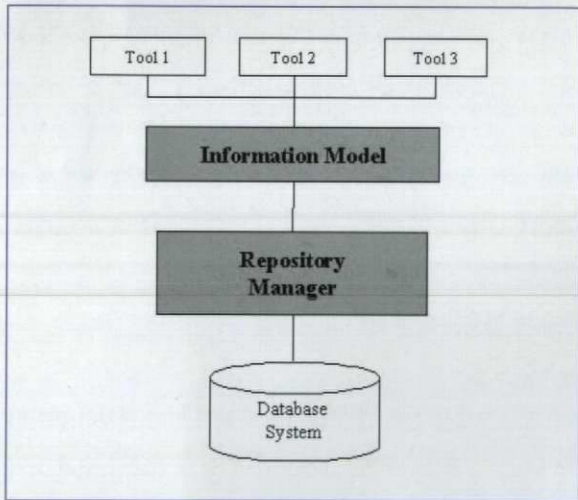 Tool 1
Tool 2
Tool 3
Information Model
Repository
Manager
Database
System